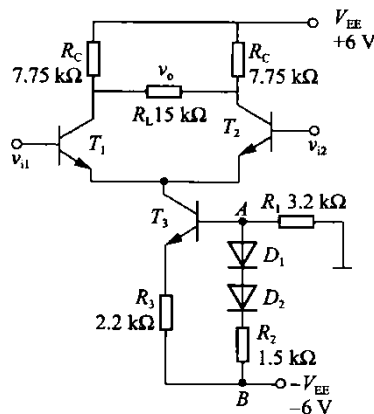 V_EE
+6 V
R_C
7.75 kΩ
v_o
R_C
7.75 kΩ
R_L 15 kΩ
v_i1
T_1
T_2
v_i2
T_3
A
R_1 3.2 kΩ
D_1
D_2
R_3
2.2 kΩ
R_2
1.5 kΩ
B
-V_EE
-6 V